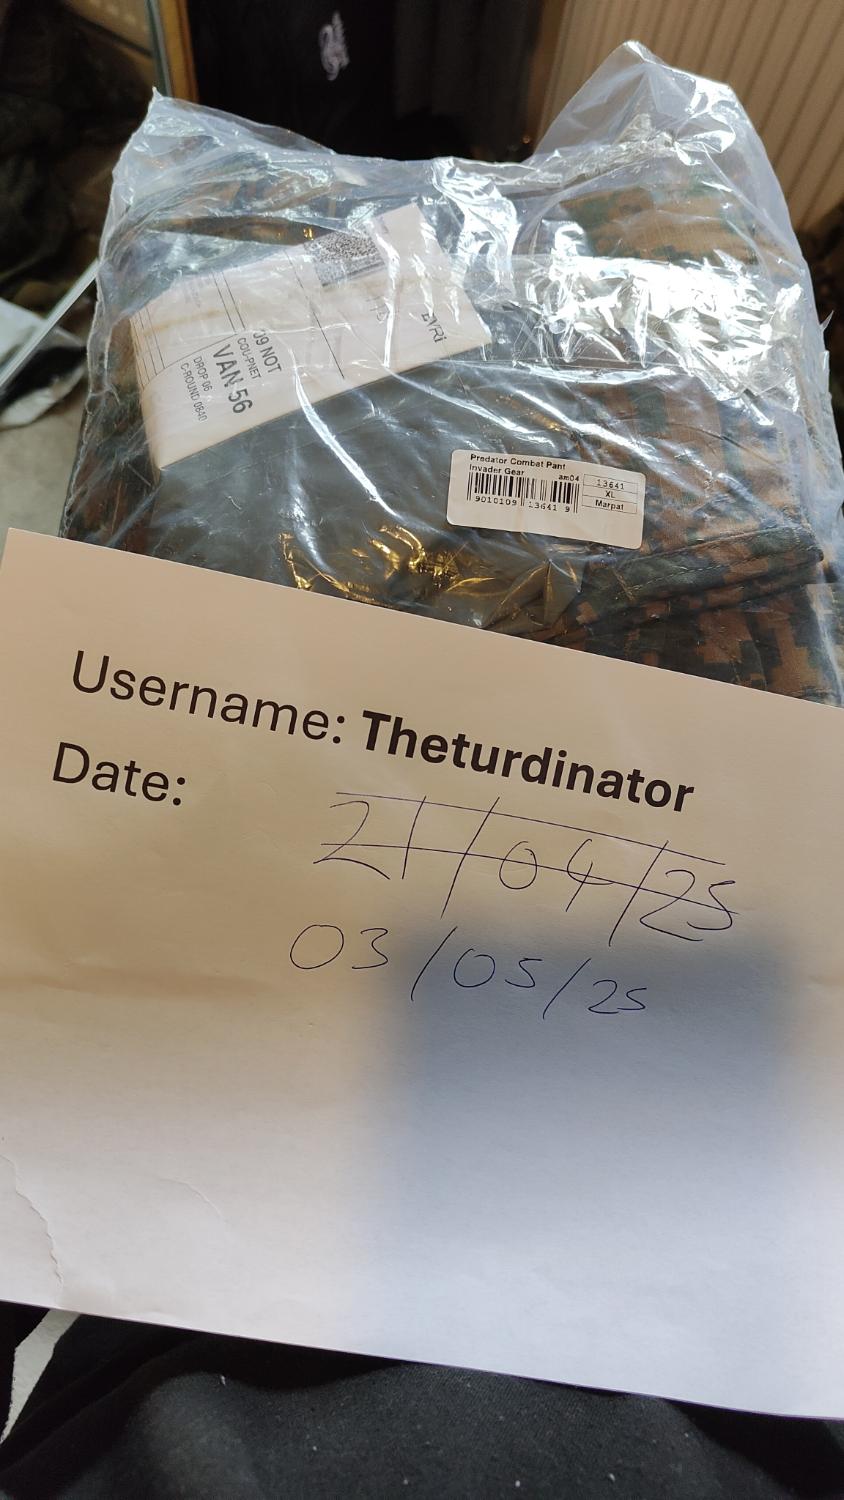 EVRi
09 NOT
COU-PNET
VAN 56
DROP 06
C-ROUND 0840
Predator Combat Pant
Invader Gear
am04
13641
XL
Marpat
9010109 13641 9
Username: Theturdinator
Date:
21/04/25
03/05/25